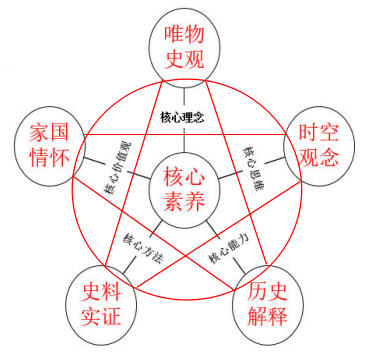 唯物
史观
核心理念
家国
情怀
核心价值观
时空
观念
核心思维
核心
素养
核心方法
核心能力
史料
实证
历史
解释